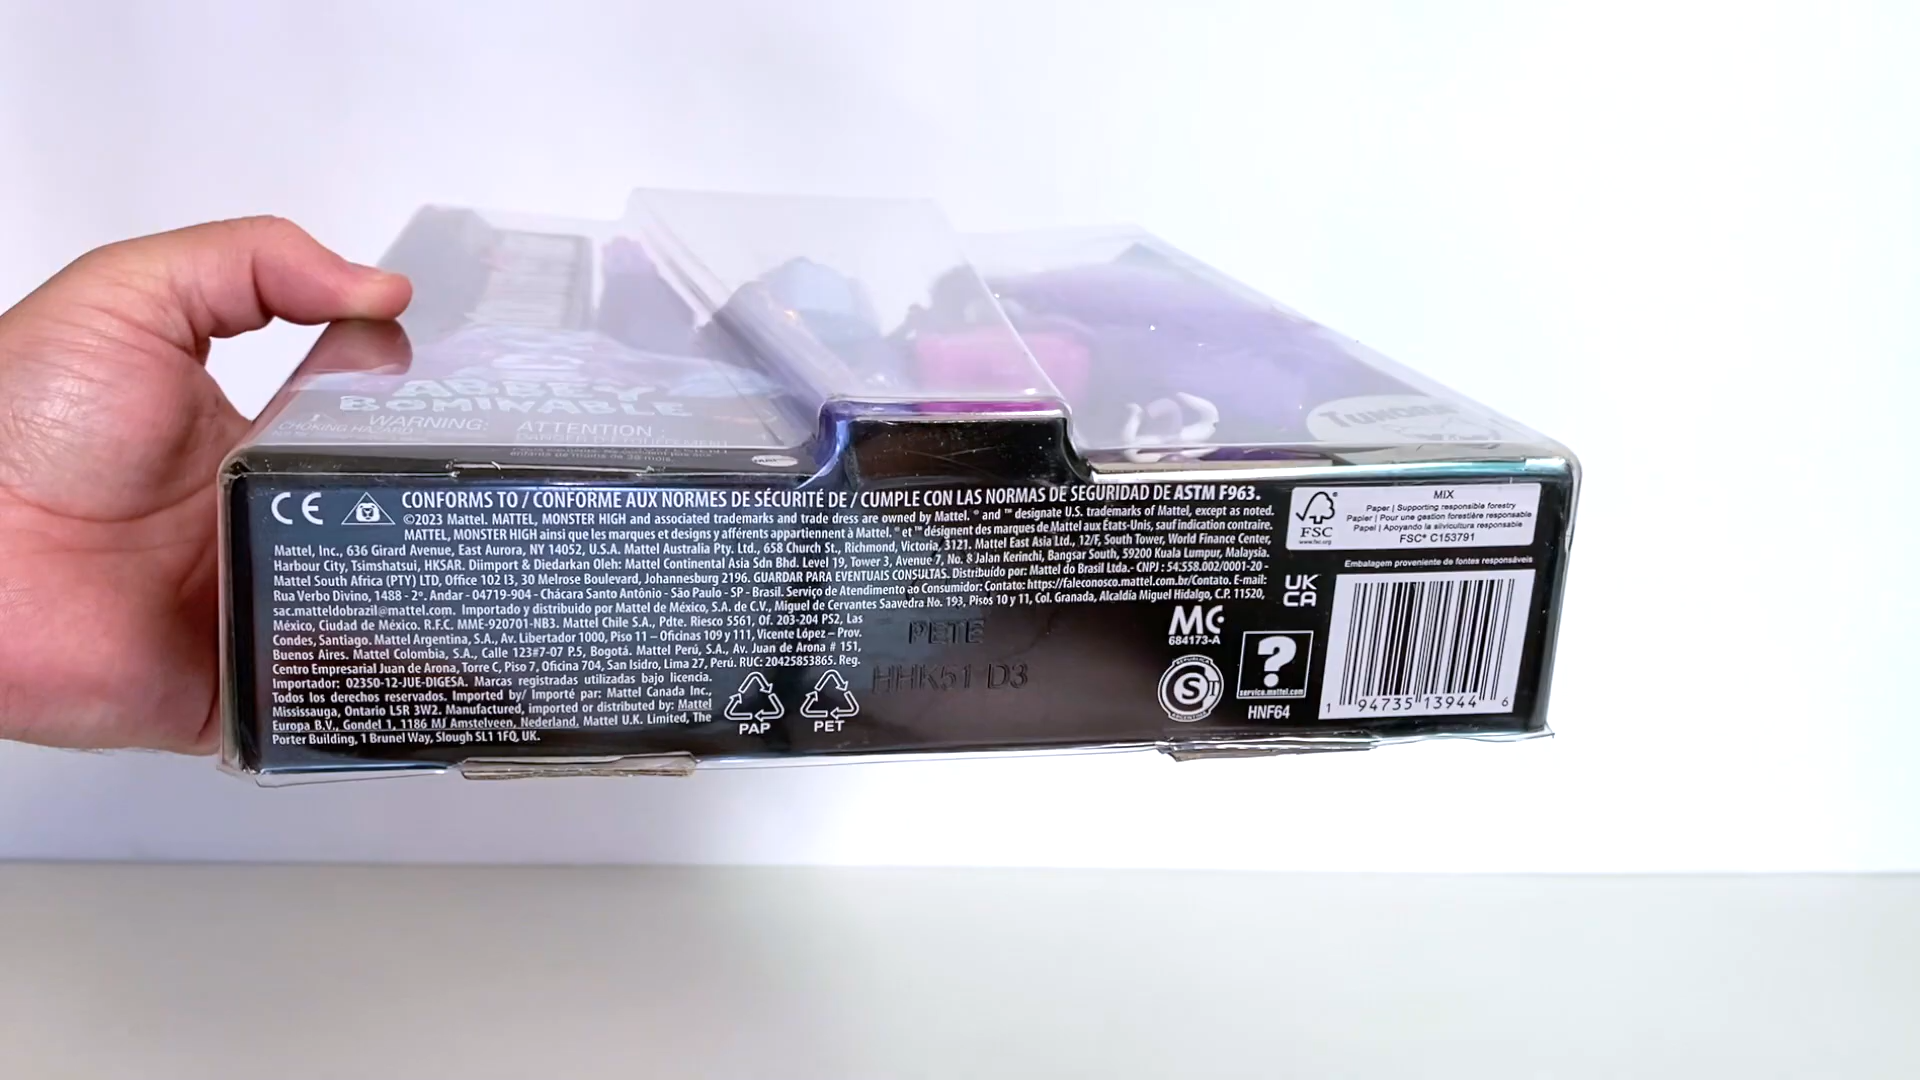 ABBEY
BOMINABLE
WARNING:
CHOKING HAZARD
ATTENTION :
DANGER D'ÉTOUFFEMENT
enfants de moins de 36 mois.
TUNDRA
CE
CONFORMS TO / CONFORME AUX NORMES DE SÉCURITÉ DE / CUMPLE CON LAS NORMAS DE SEGURIDAD DE ASTM F963.
©2023 Mattel. MATTEL, MONSTER HIGH and associated trademarks and trade dress are owned by Mattel. ® and ™ designate U.S. trademarks of Mattel, except as noted.
MATTEL, MONSTER HIGH ainsi que les marques et designs y afférents appartiennent à Mattel. ® et ™ désignent des marques de Mattel aux États-Unis, sauf indication contraire.
Mattel, Inc., 636 Girard Avenue, East Aurora, NY 14052, U.S.A. Mattel Australia Pty. Ltd., 658 Church St., Richmond, Victoria, 3121. Mattel East Asia Ltd., 12/F, South Tower, World Finance Center,
Harbour City, Tsimshatsui, HKSAR. Diimport & Diedarkan Oleh: Mattel Continental Asia Sdn Bhd. Level 19, Tower 3, Avenue 7, No. 8 Jalan Kerinchi, Bangsar South, 59200 Kuala Lumpur, Malaysia.
Mattel South Africa (PTY) LTD, Office 102 I3, 30 Melrose Boulevard, Johannesburg 2196. GUARDAR PARA EVENTUAIS CONSULTAS. Distribuído por: Mattel do Brasil Ltda.- CNPJ : 54.558.002/0001-20 -
Rua Verbo Divino, 1488 - 2º. Andar - 04719-904 - Chácara Santo Antônio - São Paulo - SP - Brasil. Serviço de Atendimento ao Consumidor: Contato: https://faleconosco.mattel.com.br/Contato. E-mail:
sac.matteldobrazil@mattel.com. Importado y distribuido por Mattel de México, S.A. de C.V., Miguel de Cervantes Saavedra No. 193, Pisos 10 y 11, Col. Granada, Alcaldía Miguel Hidalgo, C.P. 11520,
México, Ciudad de México. R.F.C. MME-920701-NB3. Mattel Chile S.A., Pdte. Riesco 5561, Of. 203-204 PS2, Las
Condes, Santiago. Mattel Argentina, S.A., Av. Libertador 1000, Piso 11 – Oficinas 109 y 111, Vicente López – Prov.
Buenos Aires. Mattel Colombia, S.A., Calle 123#7-07 P.5, Bogotá. Mattel Perú, S.A., Av. Juan de Arona # 151,
Centro Empresarial Juan de Arona, Torre C, Piso 7, Oficina 704, San Isidro, Lima 27, Perú. RUC: 20425853865. Reg.
Importador: 02350-12-JUE-DIGESA. Marcas registradas utilizadas bajo licencia.
Todos los derechos reservados. Imported by/ Importé par: Mattel Canada Inc.,
Mississauga, Ontario L5R 3W2. Manufactured, imported or distributed by: Mattel
Europa B.V., Gondel 1, 1186 MJ Amstelveen, Nederland, Mattel U.K. Limited, The
Porter Building, 1 Brunel Way, Slough SL1 1FQ, UK.
PAP
PET
PETE
HHK51 D3
MC
684173-A
REPUBLICA
S
ARGENTINA
UK
CA
?
service.mattel.com
HNF64
FSC
www.fsc.org
MIX
Paper | Supporting responsible forestry
Papier | Pour une gestion forestière responsable
Papel | Apoyando la silvicultura responsable
FSC® C153791
Embalagem proveniente de fontes responsáveis
1 94735 13944 6